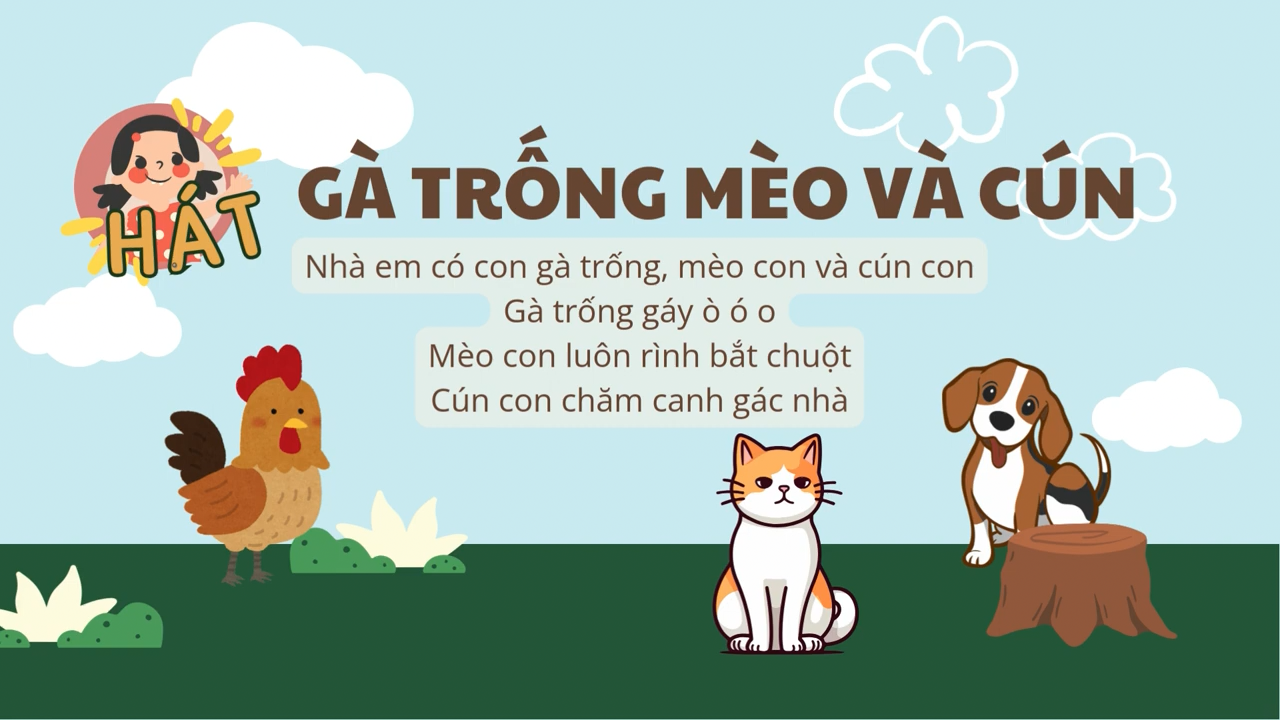 HÁT
GÀ TRỐNG MÈO VÀ CÚN
Nhà em có con gà trống, mèo con và cún con
Gà trống gáy ò ó o
Mèo con luôn rình bắt chuột
Cún con chăm canh gác nhà